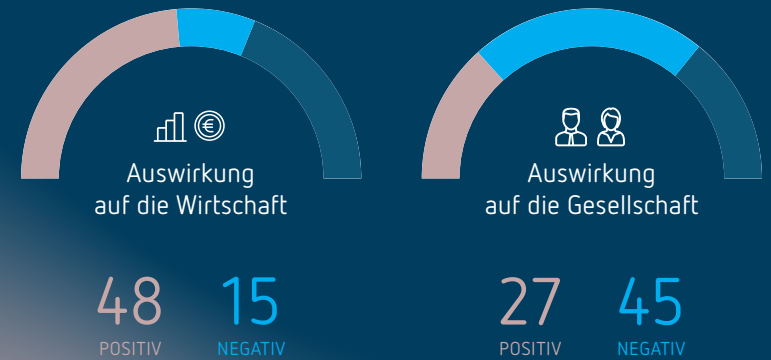 Auswirkung
auf die Wirtschaft
48 15
POSITIV NEGATIV
Auswirkung
auf die Gesellschaft
27 45
POSITIV NEGATIV